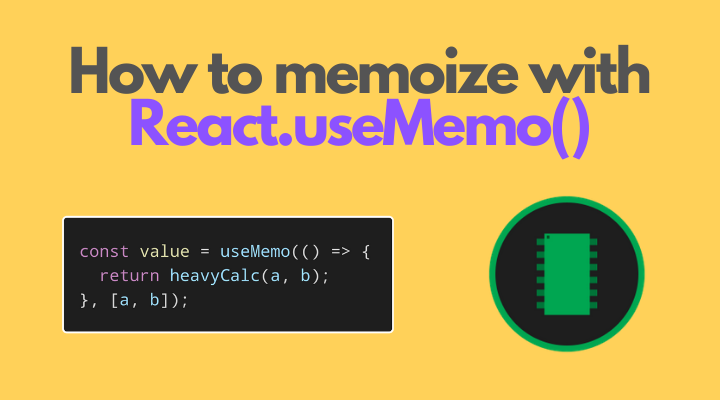 How to memoize with
React.useMemo()
const value = useMemo(() => {
  return heavyCalc(a, b);
}, [a, b]);